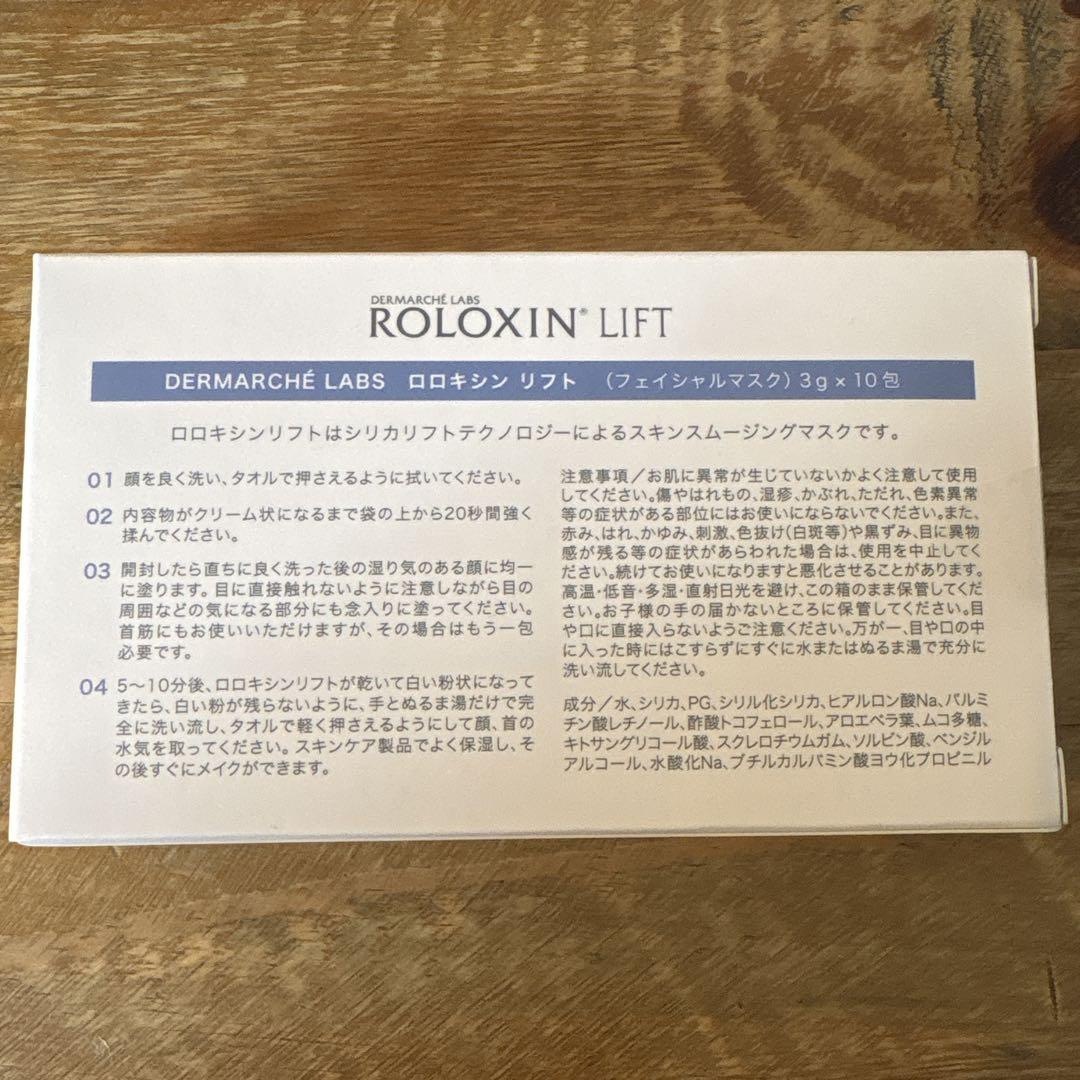 DERMARCHÉ LABS
ROLOXIN® LIFT
DERMARCHÉ LABS ロロキシン リフト (フェイシャルマスク) 3g×10包
ロロキシンリフトはシリカリフトテクノロジーによるスキンスムージングマスクです。
01 顔を良く洗い、タオルで押さえるように拭いてください。
02 内容物がクリーム状になるまで袋の上から20秒間強く
揉んでください。
03 開封したら直ちに良く洗った後の湿り気のある顔に均一
に塗ります。目に直接触れないように注意しながら目の
周囲などの気になる部分にも念入りに塗ってください。
首筋にもお使いいただけますが、その場合はもう一包
必要です。
04 5〜10分後、ロロキシンリフトが乾いて白い粉状になって
きたら、白い粉が残らないように、手とぬるま湯だけで完
全に洗い流し、タオルで軽く押さえるようにして顔、首の
水気を取ってください。スキンケア製品でよく保湿し、そ
の後すぐにメイクができます。
注意事項/お肌に異常が生じていないかよく注意して使用
してください。傷やはれもの、湿疹、かぶれ、ただれ、色素異常
等の症状がある部位にはお使いにならないでください。また、
赤み、はれ、かゆみ、刺激、色抜け(白斑等)や黒ずみ、目に異物
感が残る等の症状があらわれた場合は、使用を中止してく
ださい。続けてお使いになりますと悪化させることがあります。
高温・低音・多湿・直射日光を避け、この箱のまま保管してくだ
さい。お子様の手の届かないところに保管してください。目
や口に直接入らないようご注意ください。万が一、目や口の中
に入った時にはこすらずにすぐに水またはぬるま湯で充分に
洗い流してください。
成分/水、シリカ、PG、シリル化シリカ、ヒアルロン酸Na、パルミ
チン酸レチノール、酢酸トコフェロール、アロエベラ葉、ムコ多糖、
キトサングリコール酸、スクレロチウムガム、ソルビン酸、ベンジル
アルコール、水酸化Na、ブチルカルバミン酸ヨウ化プロピニル